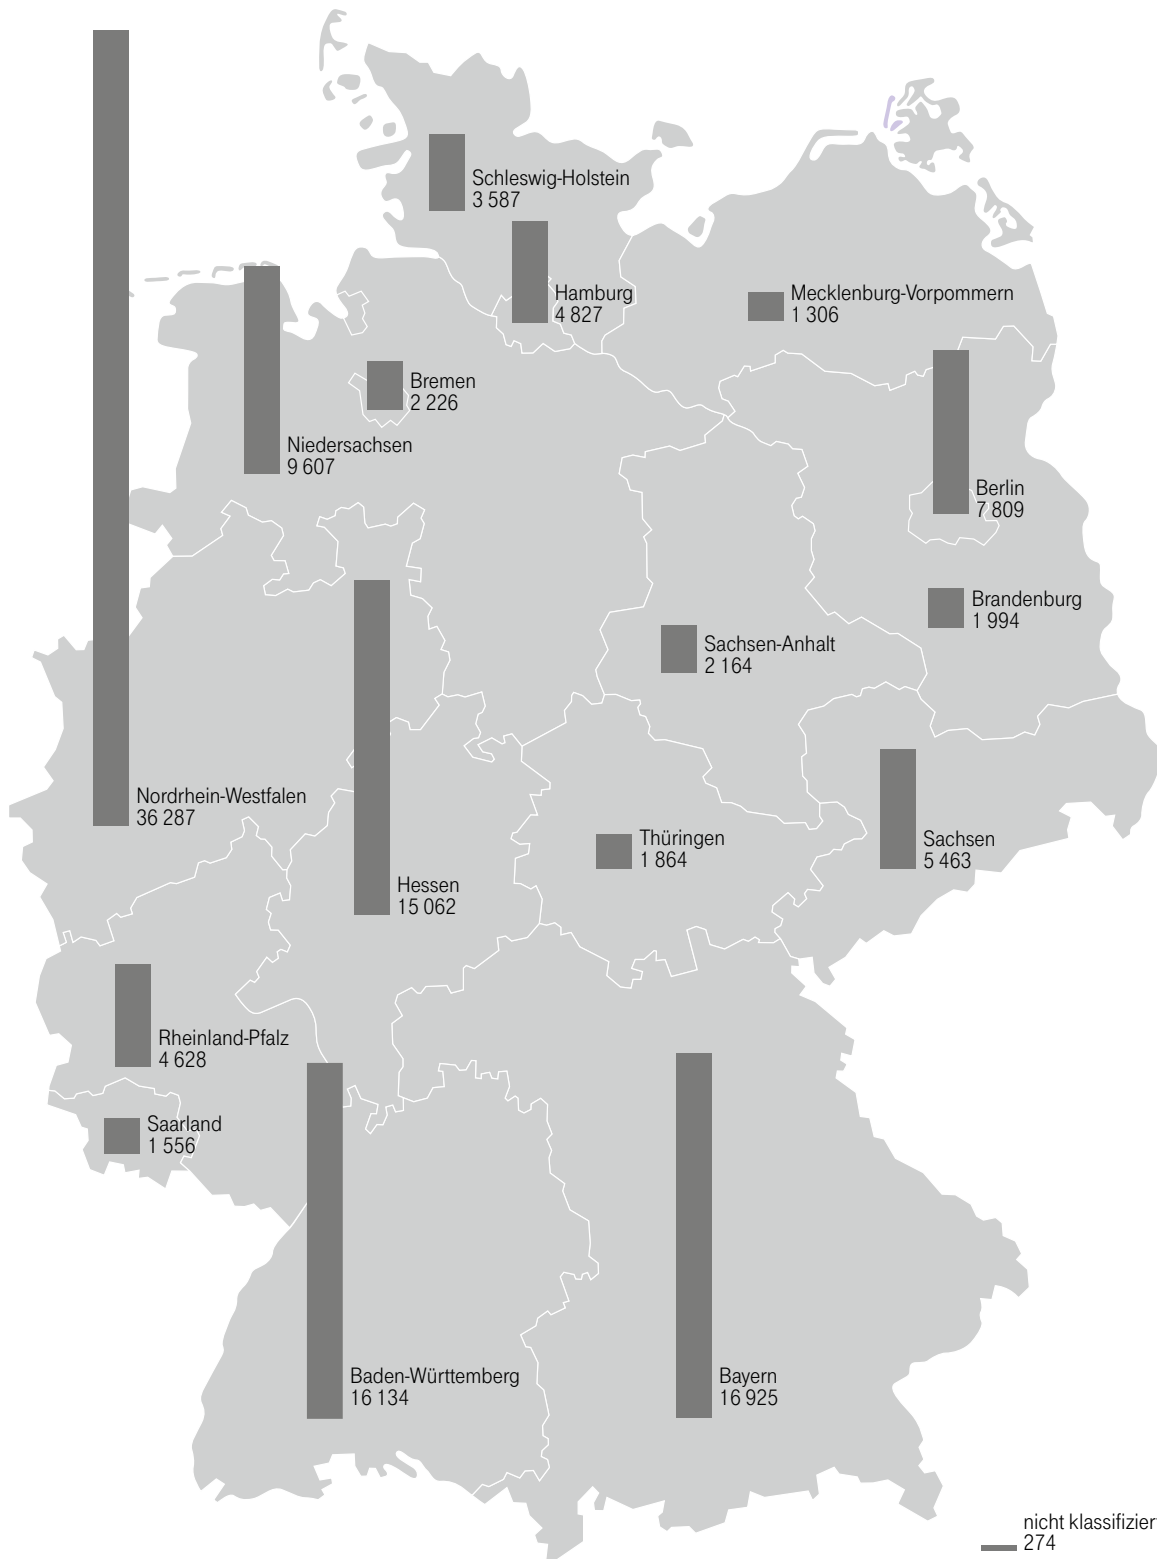 Schleswig-Holstein
3 587
Hamburg
4 827
Mecklenburg-Vorpommern
1 306
Bremen
2 226
Niedersachsen
9 607
Berlin
7 809
Brandenburg
1 994
Sachsen-Anhalt
2 164
Nordrhein-Westfalen
36 287
Thüringen
1 864
Sachsen
5 463
Hessen
15 062
Rheinland-Pfalz
4 628
Saarland
1 556
Baden-Württemberg
16 134
Bayern
16 925
nicht klassifizier
274